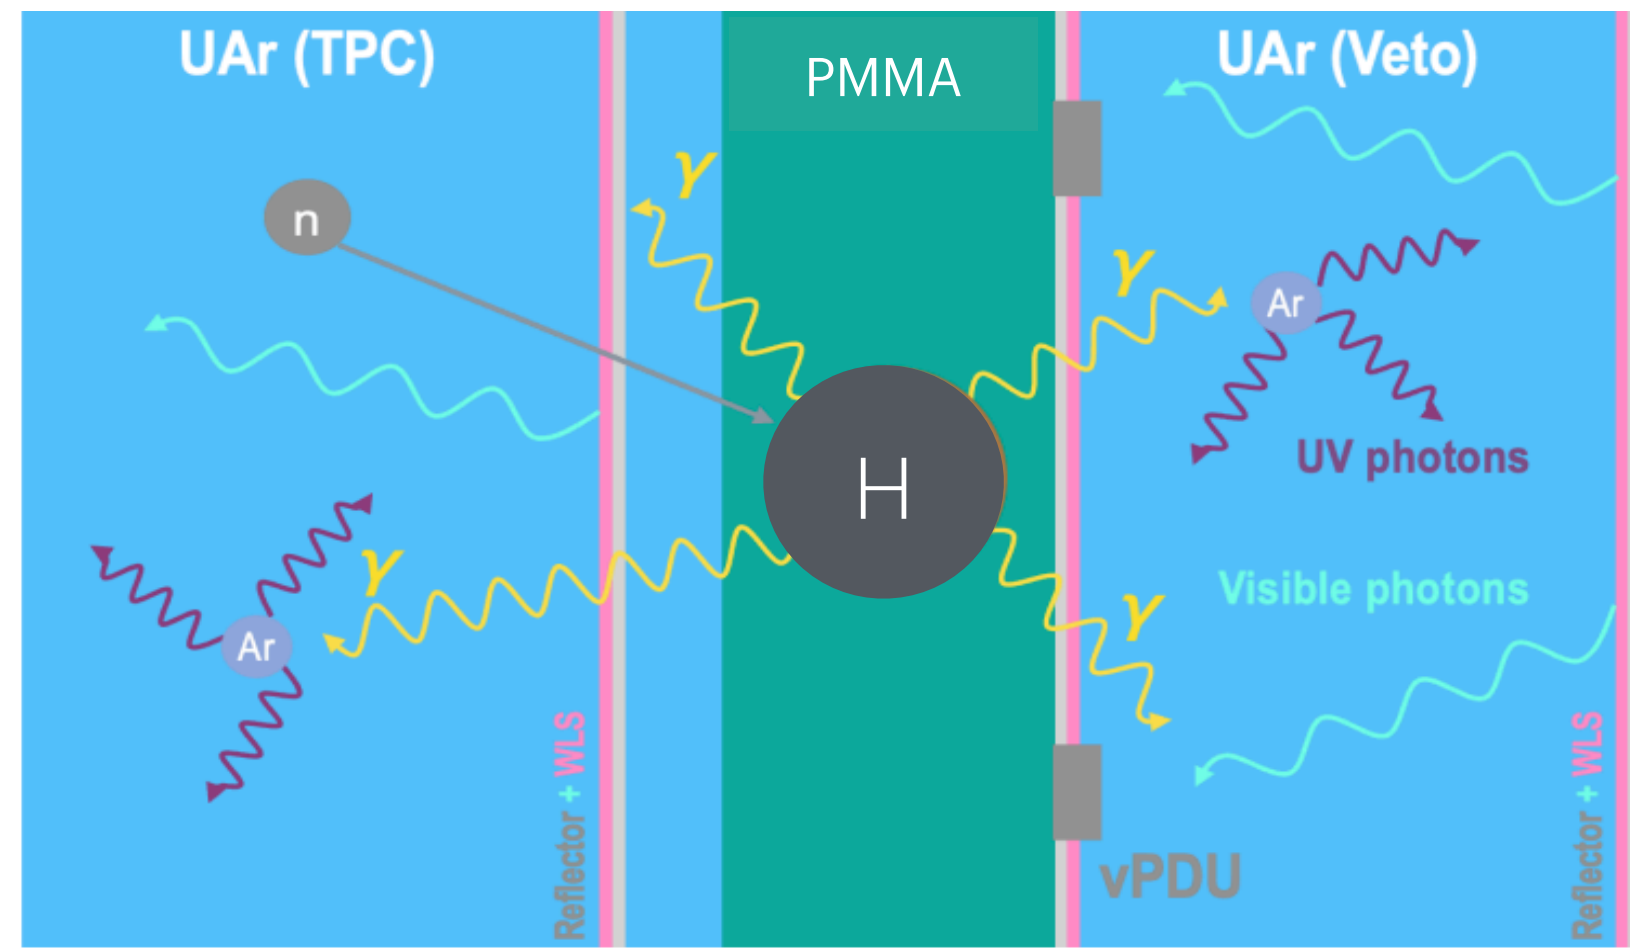 UAr (TPC)
PMMA
UAr (Veto)
γ
n
γ
Ar
H
UV photons
γ
Visible photons
γ
Ar
Reflector + WLS
Reflector + WLS
vPDU